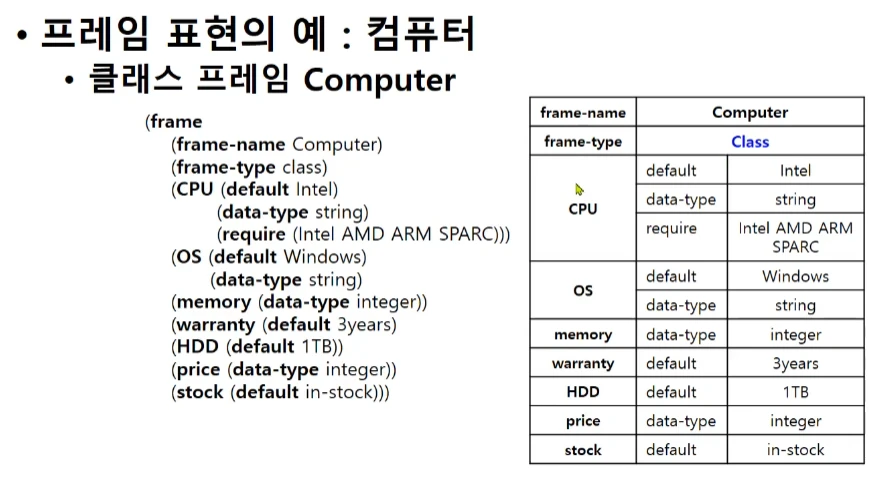 • 프레임 표현의 예 : 컴퓨터
• 클래스 프레임 Computer
(frame
(frame-name Computer)
(frame-type class)
(CPU (default Intel)
(data-type string)
(require (Intel AMD ARM SPARC)))
(OS (default Windows)
(data-type string)
(memory (data-type integer))
(warranty (default 3years)
(HDD (default 1TB))
(price (data-type integer))
(stock (default in-stock)))
frame-name Computer
frame-type Class
CPU
default Intel
data-type string
require Intel AMD ARM
SPARC
OS
default Windows
data-type string
memory data-type integer
warranty default 3years
HDD default 1TB
price data-type integer
stock default in-stock